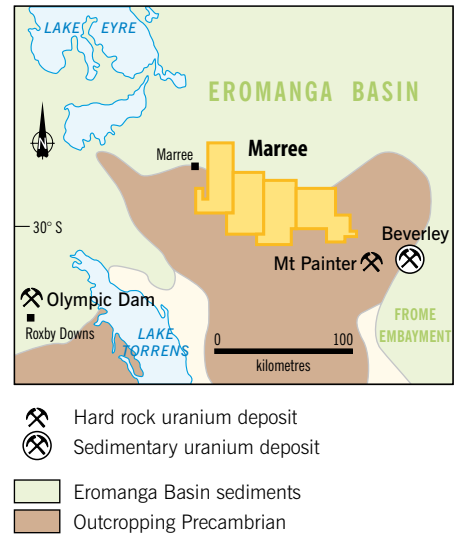 LAKE EYRE
EROMANGA BASIN
N
Marree
Marree
30° S
Beverley
Mt Painter
Olympic Dam
Roxby Downs
LAKE
TORRENS
FROME
EMBAYMENT
0 100
kilometres
Hard rock uranium deposit
Sedimentary uranium deposit
Eromanga Basin sediments
Outcropping Precambrian